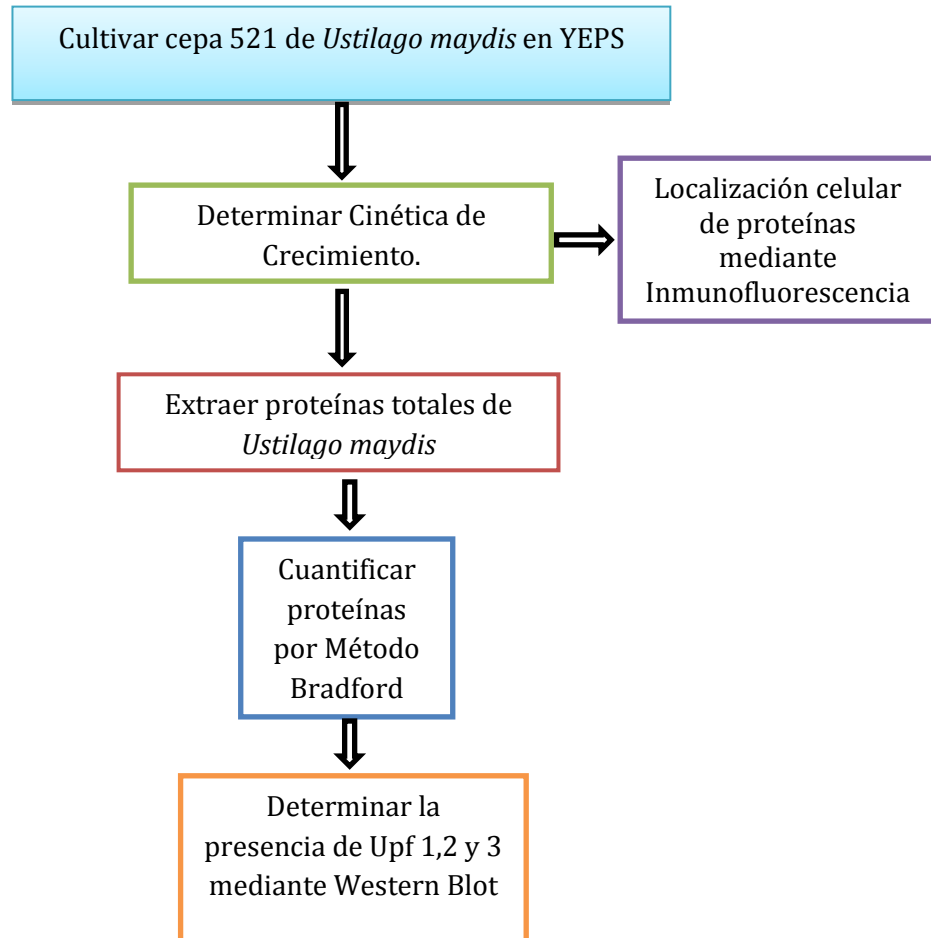 Cultivar cepa 521 de Ustilago maydis en YEPS
Determinar Cinética de
Crecimiento.
Localización celular
de proteínas
mediante
Inmunofluorescencia
Extraer proteínas totales de
Ustilago maydis
Cuantificar
proteínas
por Método
Bradford
Determinar la
presencia de Upf 1,2 y 3
mediante Western Blot